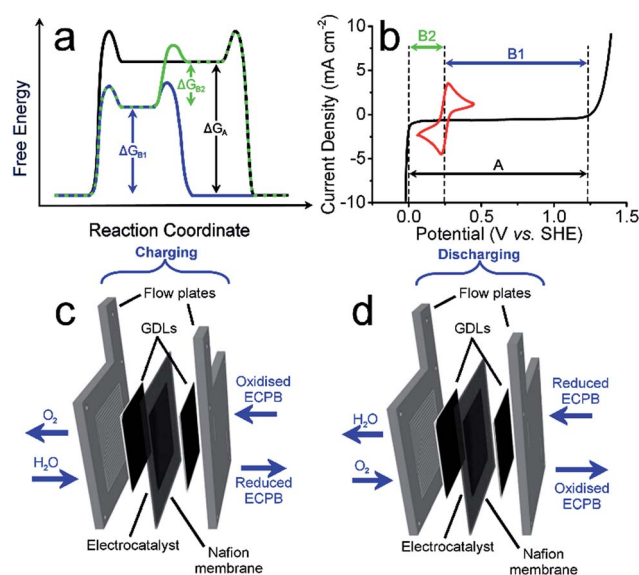 a
Free Energy
ΔG_B1
ΔG_B2
ΔG_A
Reaction Coordinate
b
Current Density (mA cm⁻²)
10
5
0
-5
-10
B2
B1
A
0.0
0.5
1.0
1.5
Potential (V vs. SHE)
Charging
c
Flow plates
GDLs
O₂
H₂O
Oxidised
ECPB
Reduced
ECPB
Electrocatalyst
Nafion
membrane
Discharging
d
Flow plates
GDLs
H₂O
O₂
Reduced
ECPB
Oxidised
ECPB
Electrocatalyst
Nafion
membrane